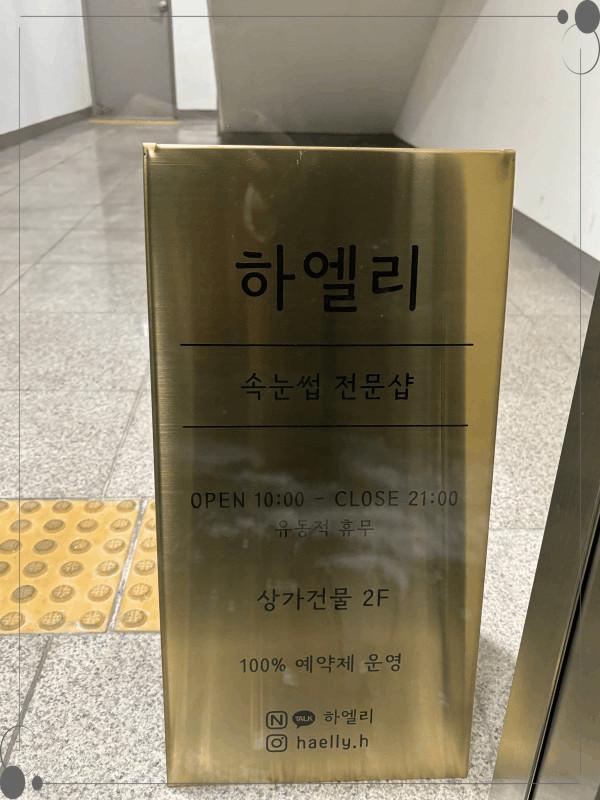 하엘리
속눈썹 전문샵
OPEN 10:00 - CLOSE 21:00
유동적 휴무
상가건물 2F
100% 예약제 운영
N TALK 하엘리
haelly.h